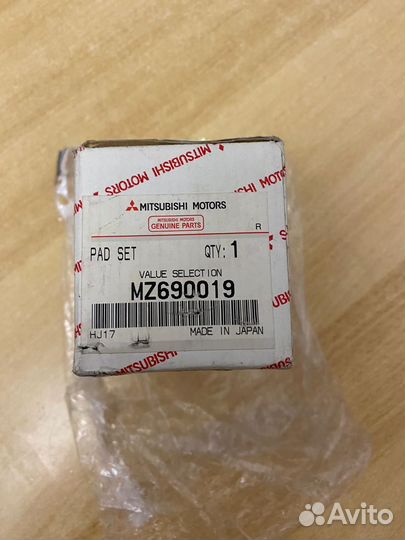 MITSUBISHI MOTORS
MITSUBISHI MOTORS
MITSUBISHI MOTORS
GENUINE PARTS
R
PAD SET QTY: 1
VALUE SELECTION
MZ690019
HJ17 MADE IN JAPAN
MITSUBISHI
MITSUBISHI MOTORS
Avito